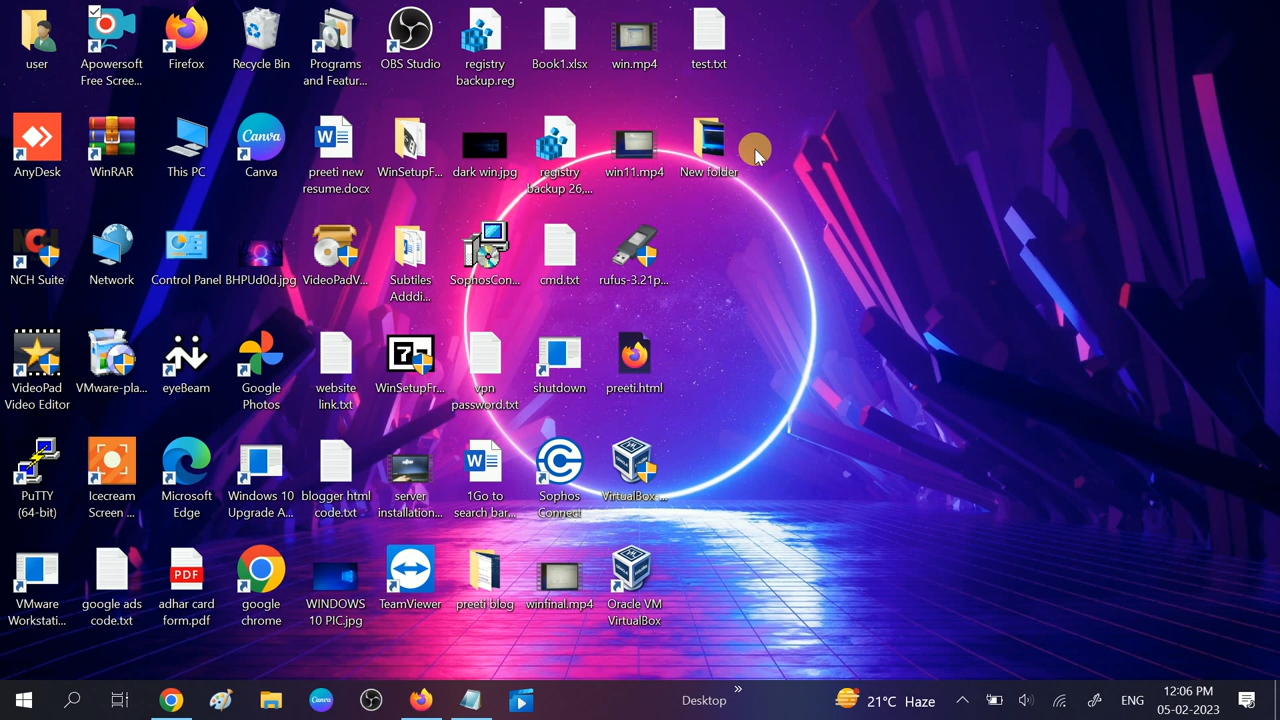 user
Apowersoft
Free Scree...
Firefox
Recycle Bin
Programs
and Featur...
OBS Studio
registry
backup.reg
Book1.xlsx
win.mp4
test.txt
AnyDesk
WinRAR
This PC
Canva
Canva
preeti new
resume.docx
WinSetupF...
dark win.jpg
registry
backup 26,...
win11.mp4
New folder
NCH Suite
Network
Control Panel
BHPUd0d.jpg
VideoPadV...
Subtiles
Adddi...
SophosCon...
cmd.txt
rufus-3.21p...
VideoPad
Video Editor
VMware-pla...
eyeBeam
Google
Photos
website
link.txt
WinSetupFr...
vpn
password.txt
shutdown
preeti.html
PuTTY
(64-bit)
Icecream
Screen ...
Microsoft
Edge
Windows 10
Upgrade A...
blogger html
code.txt
server
installation...
1Go to
search bar...
Sophos
Connect
VirtualBox ...
VMware
Workstati...
google ads
code.txt
PDF
adhar card
form.pdf
google
chrome
WINDOWS
10 PIC.jpg
TeamViewer
preeti blog
winfinal.mp4
Oracle VM
VirtualBox
Canva
Desktop
21°C Haze
ENG
12:06 PM
05-02-2023